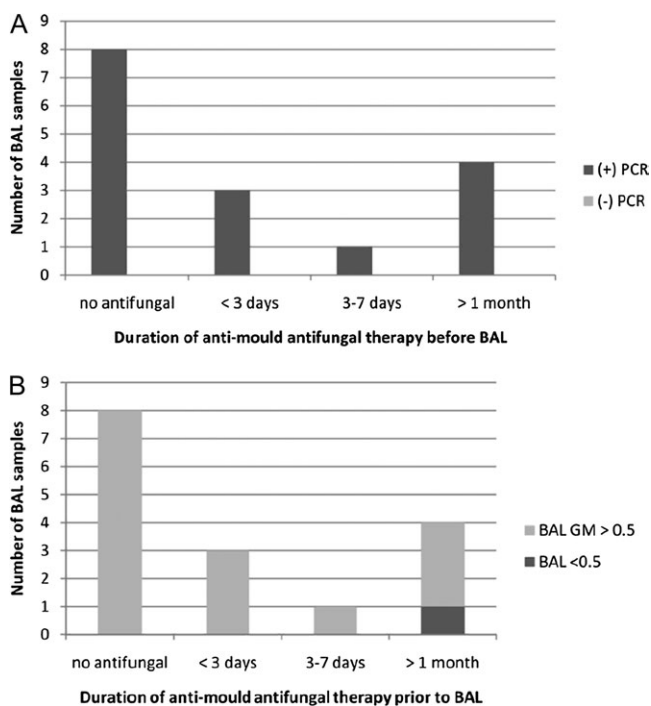 A
Number of BAL samples
9
8
7
6
5
4
3
2
1
0
no antifungal < 3 days 3-7 days > 1 month
Duration of anti-mould antifungal therapy before BAL
(+) PCR
(-) PCR
B
Number of BAL samples
9
8
7
6
5
4
3
2
1
0
no antifungal < 3 days 3-7 days > 1 month
Duration of anti-mould antifungal therapy prior to BAL
BAL GM > 0.5
BAL <0.5